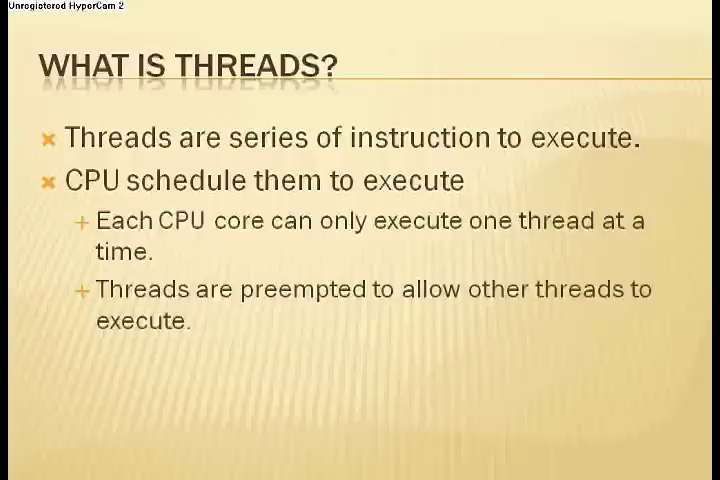 Unregistered HyperCam 2
WHAT IS THREADS?
Threads are series of instruction to execute.
CPU schedule them to execute
Each CPU core can only execute one thread at a
time.
Threads are preempted to allow other threads to
execute.